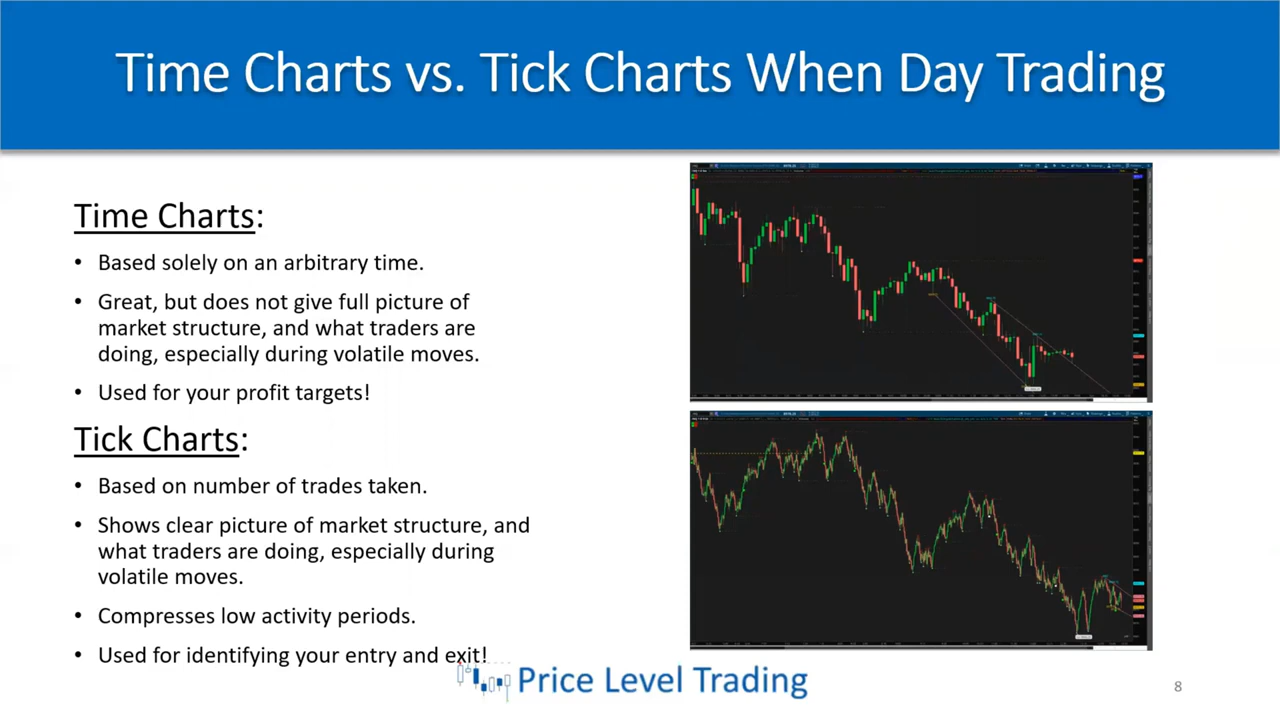 Time Charts vs. Tick Charts When Day Trading
Time Charts:
• Based solely on an arbitrary time.
• Great, but does not give full picture of
market structure, and what traders are
doing, especially during volatile moves.
• Used for your profit targets!
Tick Charts:
• Based on number of trades taken.
• Shows clear picture of market structure, and
what traders are doing, especially during
volatile moves.
• Compresses low activity periods.
• Used for identifying your entry and exit!
Price Level Trading
8